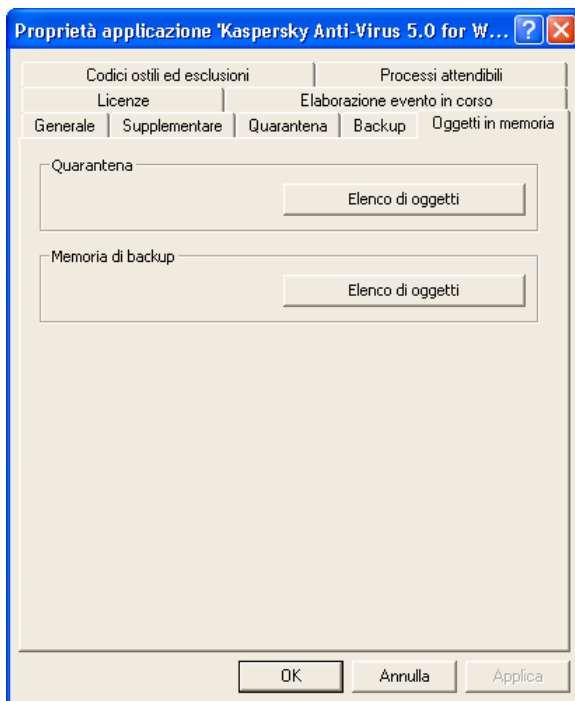 Proprietà applicazione 'Kaspersky Anti-Virus 5.0 for W...
Codici ostili ed esclusioni Processi attendibili
Licenze Elaborazione evento in corso
Generale Supplementare Quarantena Backup Oggetti in memoria
Quarantena
Elenco di oggetti
Memoria di backup
Elenco di oggetti
OK Annulla Applica